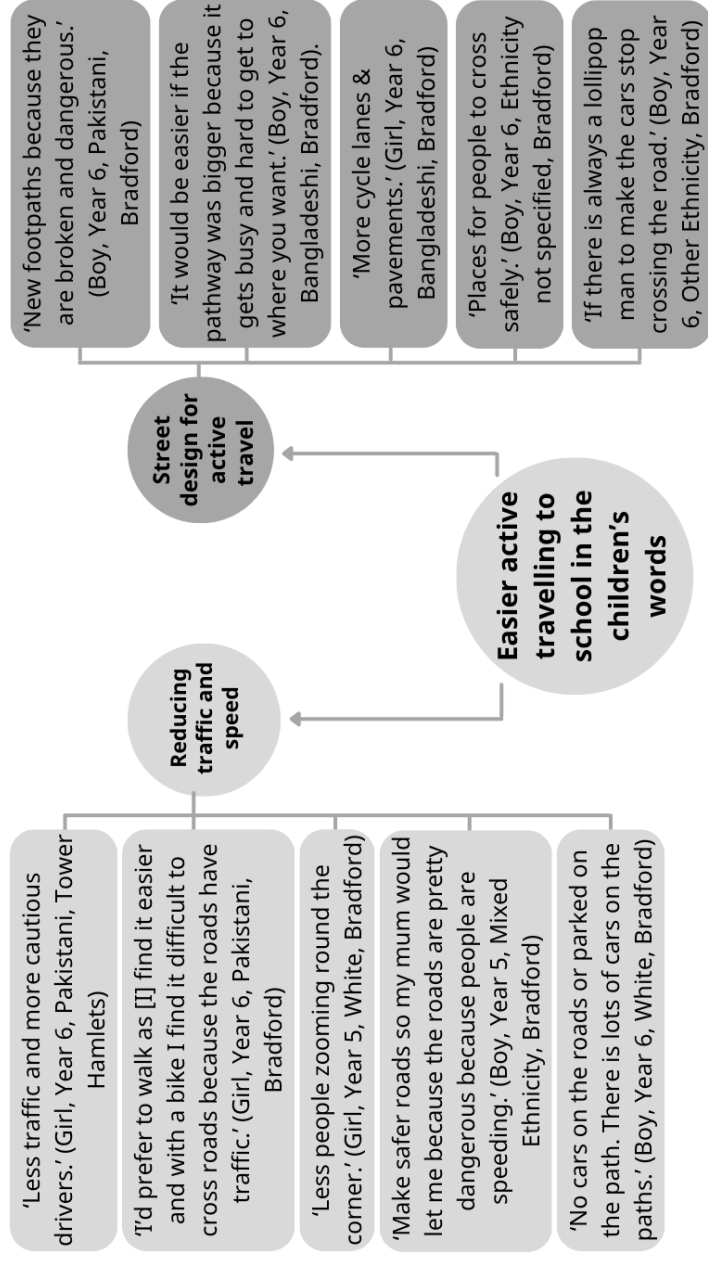 Easier active
travelling to
school in the
children’s
words
Reducing
traffic and
speed
‘Less traffic and more cautious
drivers.’ (Girl, Year 6, Pakistani, Tower
Hamlets)
‘I’d prefer to walk as [I] find it easier
and with a bike I find it difficult to
cross roads because the roads have
traffic.’ (Girl, Year 6, Pakistani,
Bradford)
‘Less people zooming round the
corner.’ (Girl, Year 5, White, Bradford)
‘Make safer roads so my mum would
let me because the roads are pretty
dangerous because people are
speeding.’ (Boy, Year 5, Mixed
Ethnicity, Bradford)
‘No cars on the roads or parked on
the path. There is lots of cars on the
paths.’ (Boy, Year 6, White, Bradford)
Street
design for
active
travel
‘New footpaths because they
are broken and dangerous.’
(Boy, Year 6, Pakistani,
Bradford)
‘It would be easier if the
pathway was bigger because it
gets busy and hard to get to
where you want.’ (Boy, Year 6,
Bangladeshi, Bradford).
‘More cycle lanes &
pavements.’ (Girl, Year 6,
Bangladeshi, Bradford)
‘Places for people to cross
safely.’ (Boy, Year 6, Ethnicity
not specified, Bradford)
‘If there is always a lollipop
man to make the cars stop
crossing the road.’ (Boy, Year
6, Other Ethnicity, Bradford)